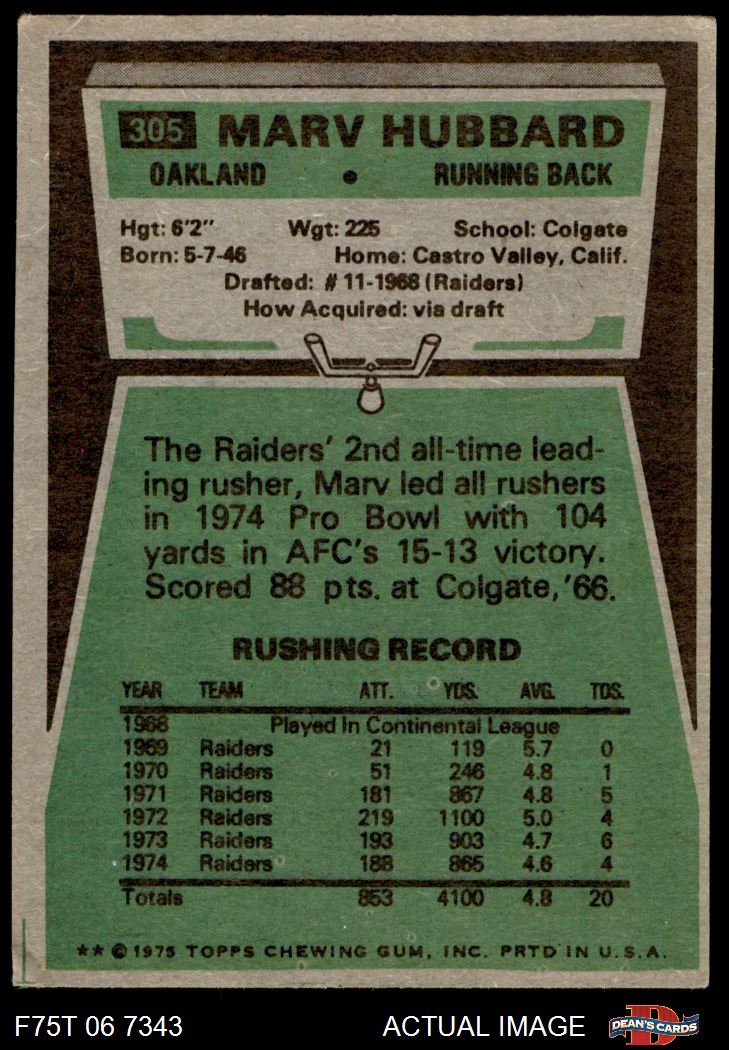 305 MARV HUBBARD
OAKLAND • RUNNING BACK
Hgt: 6'2" Wgt: 225 School: Colgate
Born: 5-7-46 Home: Castro Valley, Calif.
Drafted: # 11-1968 (Raiders)
How Acquired: via draft
The Raiders' 2nd all-time lead-
ing rusher, Marv led all rushers
in 1974 Pro Bowl with 104
yards in AFC's 15-13 victory.
Scored 88 pts. at Colgate, '66.
RUSHING RECORD
YEAR TEAM ATT. YDS. AVG. TDS.
1968 Played In Continental League
1969 Raiders 21 119 5.7 0
1970 Raiders 51 246 4.8 1
1971 Raiders 181 867 4.8 5
1972 Raiders 219 1100 5.0 4
1973 Raiders 193 903 4.7 6
1974 Raiders 188 865 4.6 4
Totals 853 4100 4.8 20
** © 1975 TOPPS CHEWING GUM, INC. PRTD IN U.S.A.
F75T 06 7343 ACTUAL IMAGE DEAN'S CARDS